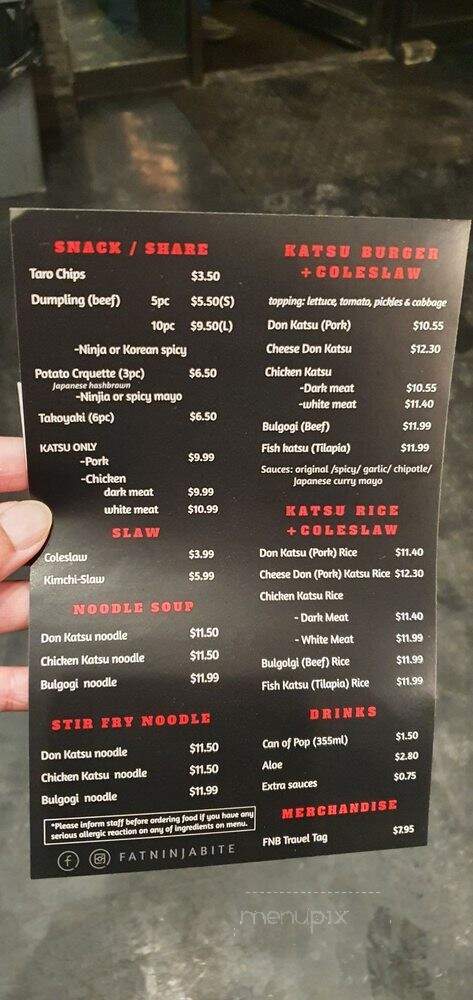 SNACK / SHARE
Taro Chips $3.50
Dumpling (beef) 5pc $5.50(S)
10pc $9.50(L)
-Ninja or Korean spicy
Potato Crquette (3pc) $6.50
Japanese hashbrown
-Ninjia or spicy mayo
Takoyaki (6pc) $6.50
KATSU ONLY
-Pork $9.99
-Chicken
dark meat $9.99
white meat $10.99
SLAW
Coleslaw $3.99
Kimchi-Slaw $5.99
NOODLE SOUP
Don Katsu noodle $11.50
Chicken Katsu noodle $11.50
Bulgogi noodle $11.99
STIR FRY NOODLE
Don Katsu noodle $11.50
Chicken Katsu noodle $11.50
Bulgogi noodle $11.99
*Please inform staff before ordering food if you have any
serious allergic reaction on any of ingredients on menu.
FATNINJABITE
KATSU BURGER
+COLESLAW
topping: lettuce, tomato, pickles & cabbage
Don Katsu (Pork) $10.55
Cheese Don Katsu $12.30
Chicken Katsu
-Dark meat $10.55
-white meat $11.40
Bulgogi (Beef) $11.99
Fish katsu (Tilapia) $11.99
Sauces: original /spicy/ garlic/ chipotle/
Japanese curry mayo
KATSU RICE
+COLESLAW
Don Katsu (Pork) Rice $11.40
Cheese Don (Pork) Katsu Rice $12.30
Chicken Katsu Rice
- Dark Meat $11.40
- White Meat $11.99
Bulgolgi (Beef) Rice $11.99
Fish Katsu (Tilapia) Rice $11.99
DRINKS
Can of Pop (355ml) $1.50
Aloe $2.80
Extra sauces $0.75
MERCHANDISE
FNB Travel Tag $7.95
menupix